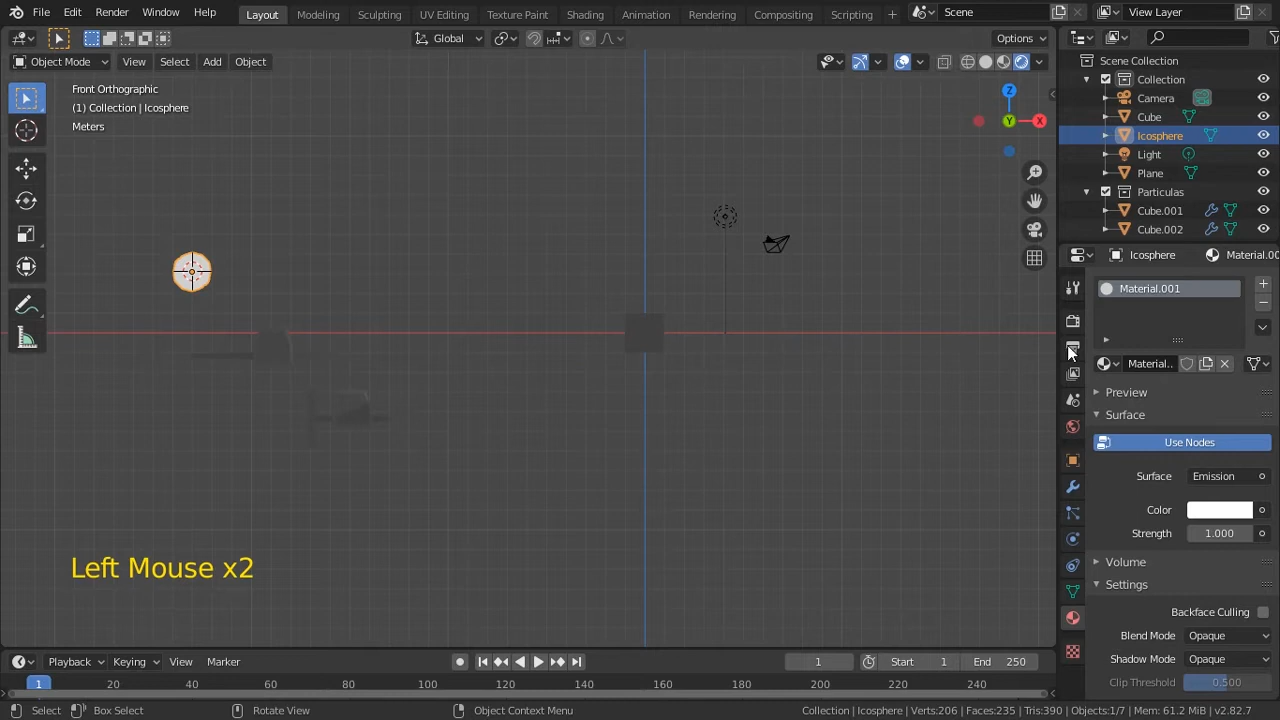 File Edit Render Window Help Layout Modeling Sculpting UV Editing Texture Paint Shading Animation Rendering Compositing Scripting Scene View Layer
Global Options
Object Mode View Select Add Object
Front Orthographic
(1) Collection | Icosphere
Meters
Z
Y
X
Left Mouse x2
Scene Collection
Collection
Camera
Cube
Icosphere
Light
Plane
Particulas
Cube.001
Cube.002
Icosphere Material.00
Material.001
Material..
Preview
Surface
Use Nodes
Surface Emission
Color
Strength 1.000
Volume
Settings
Backface Culling
Blend Mode Opaque
Shadow Mode Opaque
Clip Threshold 0.500
Playback Keying View Marker 1 Start 1 End 250
1 20 40 60 80 100 120 140 160 180 200 220 240
Select Box Select Rotate View Object Context Menu Collection | Icosphere | Verts:206 | Faces:235 | Tris:390 | Objects:1/7 | Mem: 61.2 MiB | v2.82.7